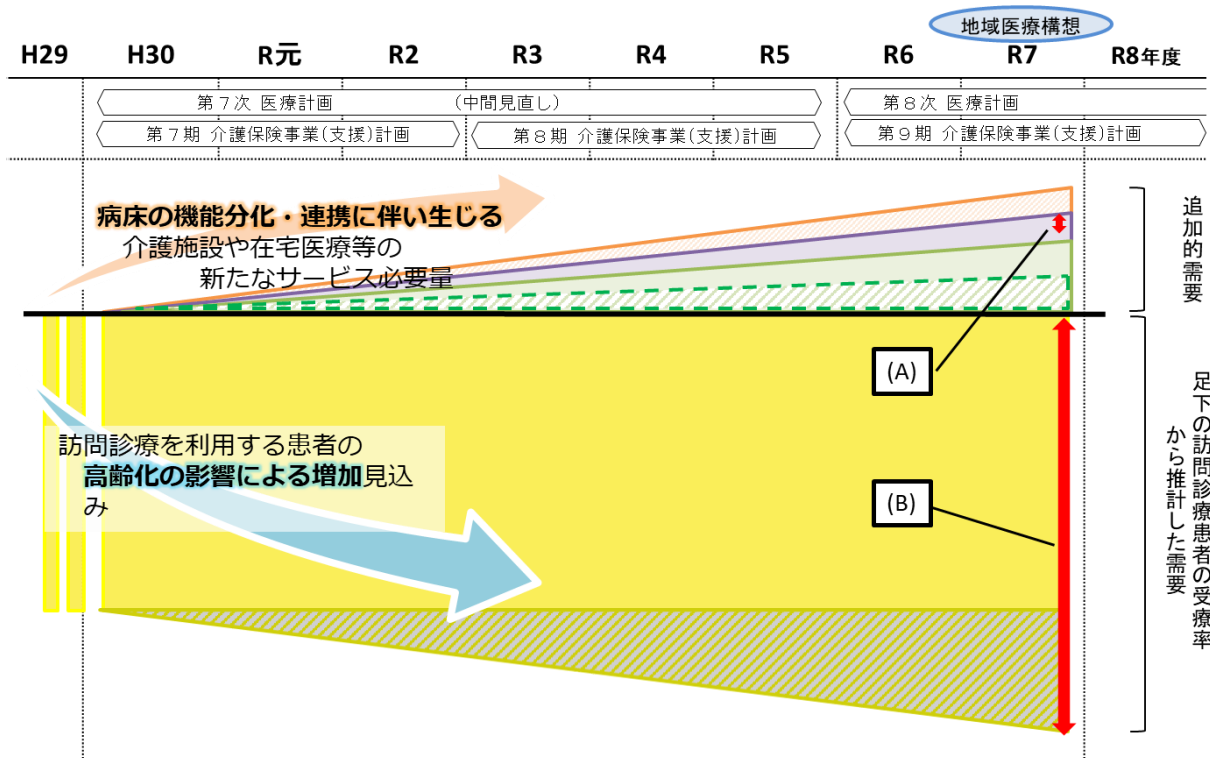 地域医療構想
H29 H30 R元 R2 R3 R4 R5 R6 R7 R8年度
第7次 医療計画 (中間見直し) 第8次 医療計画
第7期 介護保険事業(支援)計画 第8期 介護保険事業(支援)計画 第9期 介護保険事業(支援)計画
病床の機能分化・連携に伴い生じる
介護施設や在宅医療等の
新たなサービス必要量
追加的需要
(A)
訪問診療を利用する患者の
高齢化の影響による増加見込
み
(B)
足下の訪問診療患者の受療率
から推計した需要